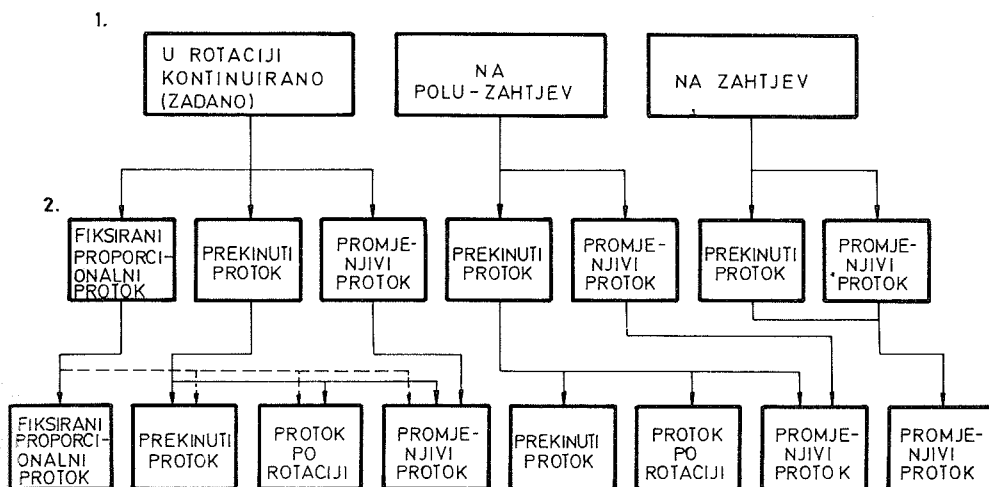 1.
U ROTACIJI
KONTINUIRANO
(ZADANO)
NA
POLU-ZAHTJEV
NA ZAHTJEV
2.
FIKSIRANI
PROPORCI-
ONALNI
PROTOK
PREKINUTI
PROTOK
PROMJE-
NJIVI
PROTOK
PREKINUTI
PROTOK
PROMJE-
NJIVI
PROTOK
PREKINUTI
PROTOK
PROMJE-
NJIVI
PROTOK
FIKSIRANI
PROPORCI-
ONALNI
PROTOK
PREKINUTI
PROTOK
PROTOK
PO
ROTACIJI
PROMJE-
NJIVI
PROTOK
PREKINUTI
PROTOK
PROTOK
PO
ROTACIJI
PROMJE-
NJIVI
PROTOK
PROMJE-
NJIVI
PROTOK